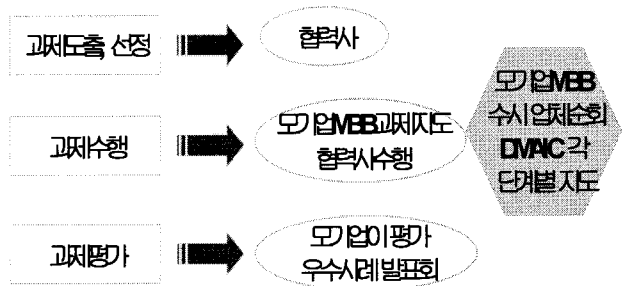 과제도출, 선정
협력사
과제수행
모기업MBB과제지도
협력사수행
모기업MBB
수시 업체순회
DMAIC 각
단계별 지도
과제평가
모기업이 평가
우수사례 발표회